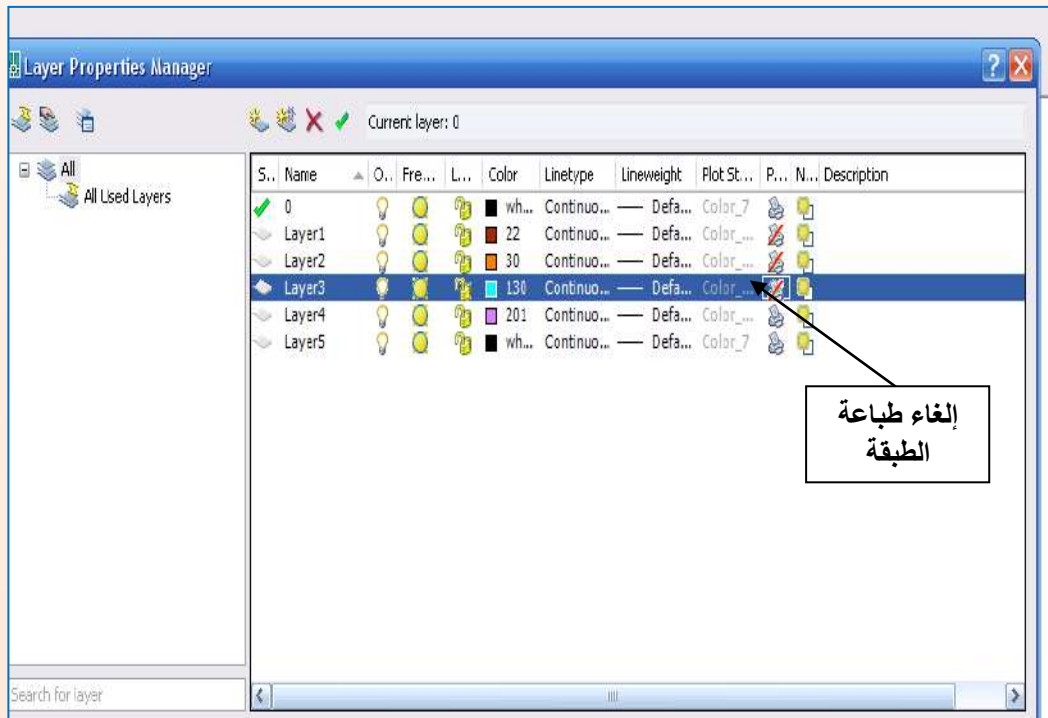 Layer Properties Manager
Current layer: 0
All
All Used Layers
S.. Name O.. Fre... L... Color Linetype Lineweight Plot St... P... N... Description
0 wh... Continuo... Defa... Color_7
Layer1 22 Continuo... Defa... Color_...
Layer2 30 Continuo... Defa... Color_...
Layer3 130 Continuo... Defa... Color_...
Layer4 201 Continuo... Defa... Color_...
Layer5 wh... Continuo... Defa... Color_7
إلغاء طباعة
الطبقة
Search for layer